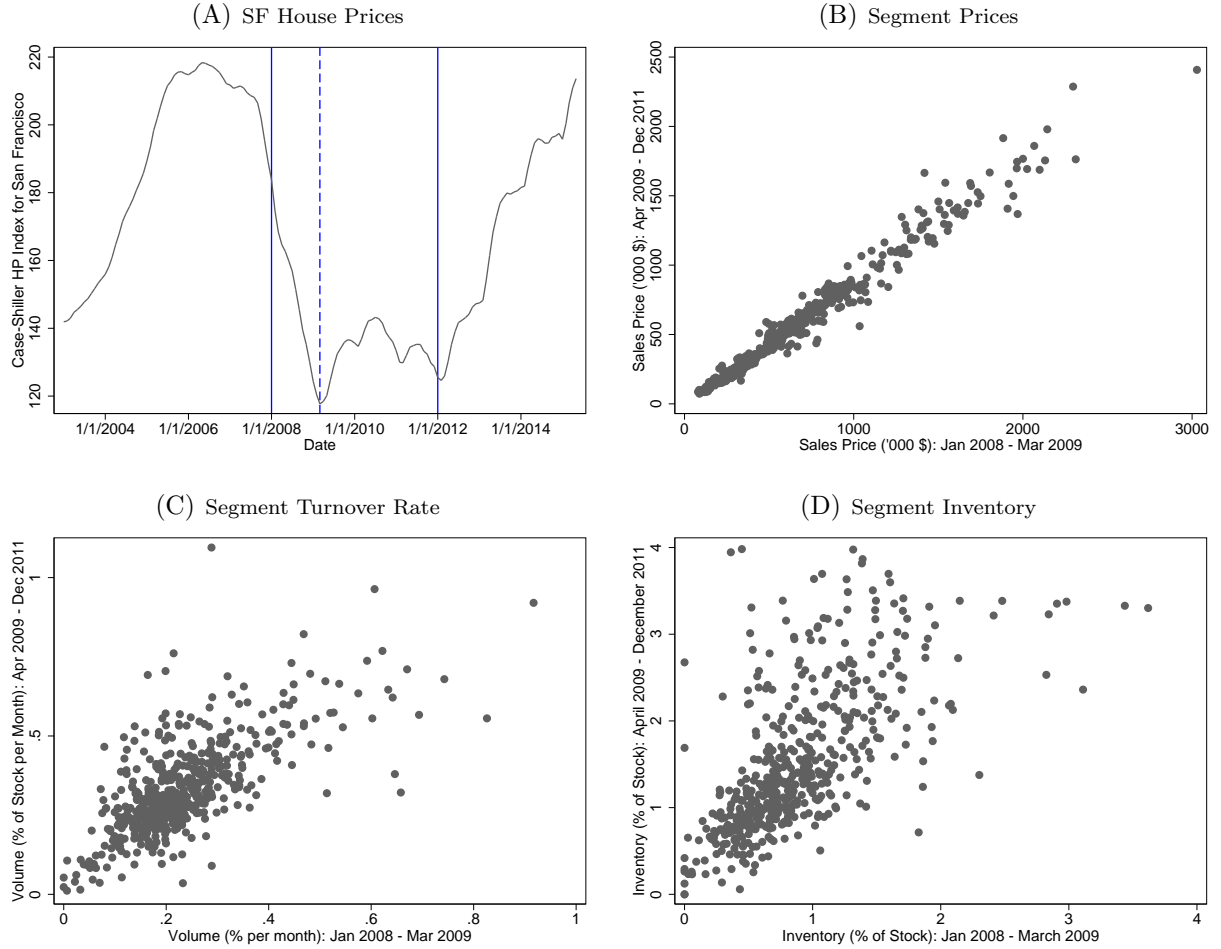 (A) SF House Prices
Case-Shiller HP Index for San Francisco
220
200
180
160
140
120
1/1/2004 1/1/2006 1/1/2008 1/1/2010 1/1/2012 1/1/2014
Date
(B) Segment Prices
Sales Price ('000 $): Apr 2009 - Dec 2011
2500
2000
1500
1000
500
0
0 1000 2000 3000
Sales Price ('000 $): Jan 2008 - Mar 2009
(C) Segment Turnover Rate
Volume (% of Stock per Month): Apr 2009 - Dec 2011
1
.5
0
0 .2 .4 .6 .8 1
Volume (% per month): Jan 2008 - Mar 2009
(D) Segment Inventory
Inventory (% of Stock): April 2009 - December 2011
4
3
2
1
0
0 1 2 3 4
Inventory (% of Stock): Jan 2008 - March 2009